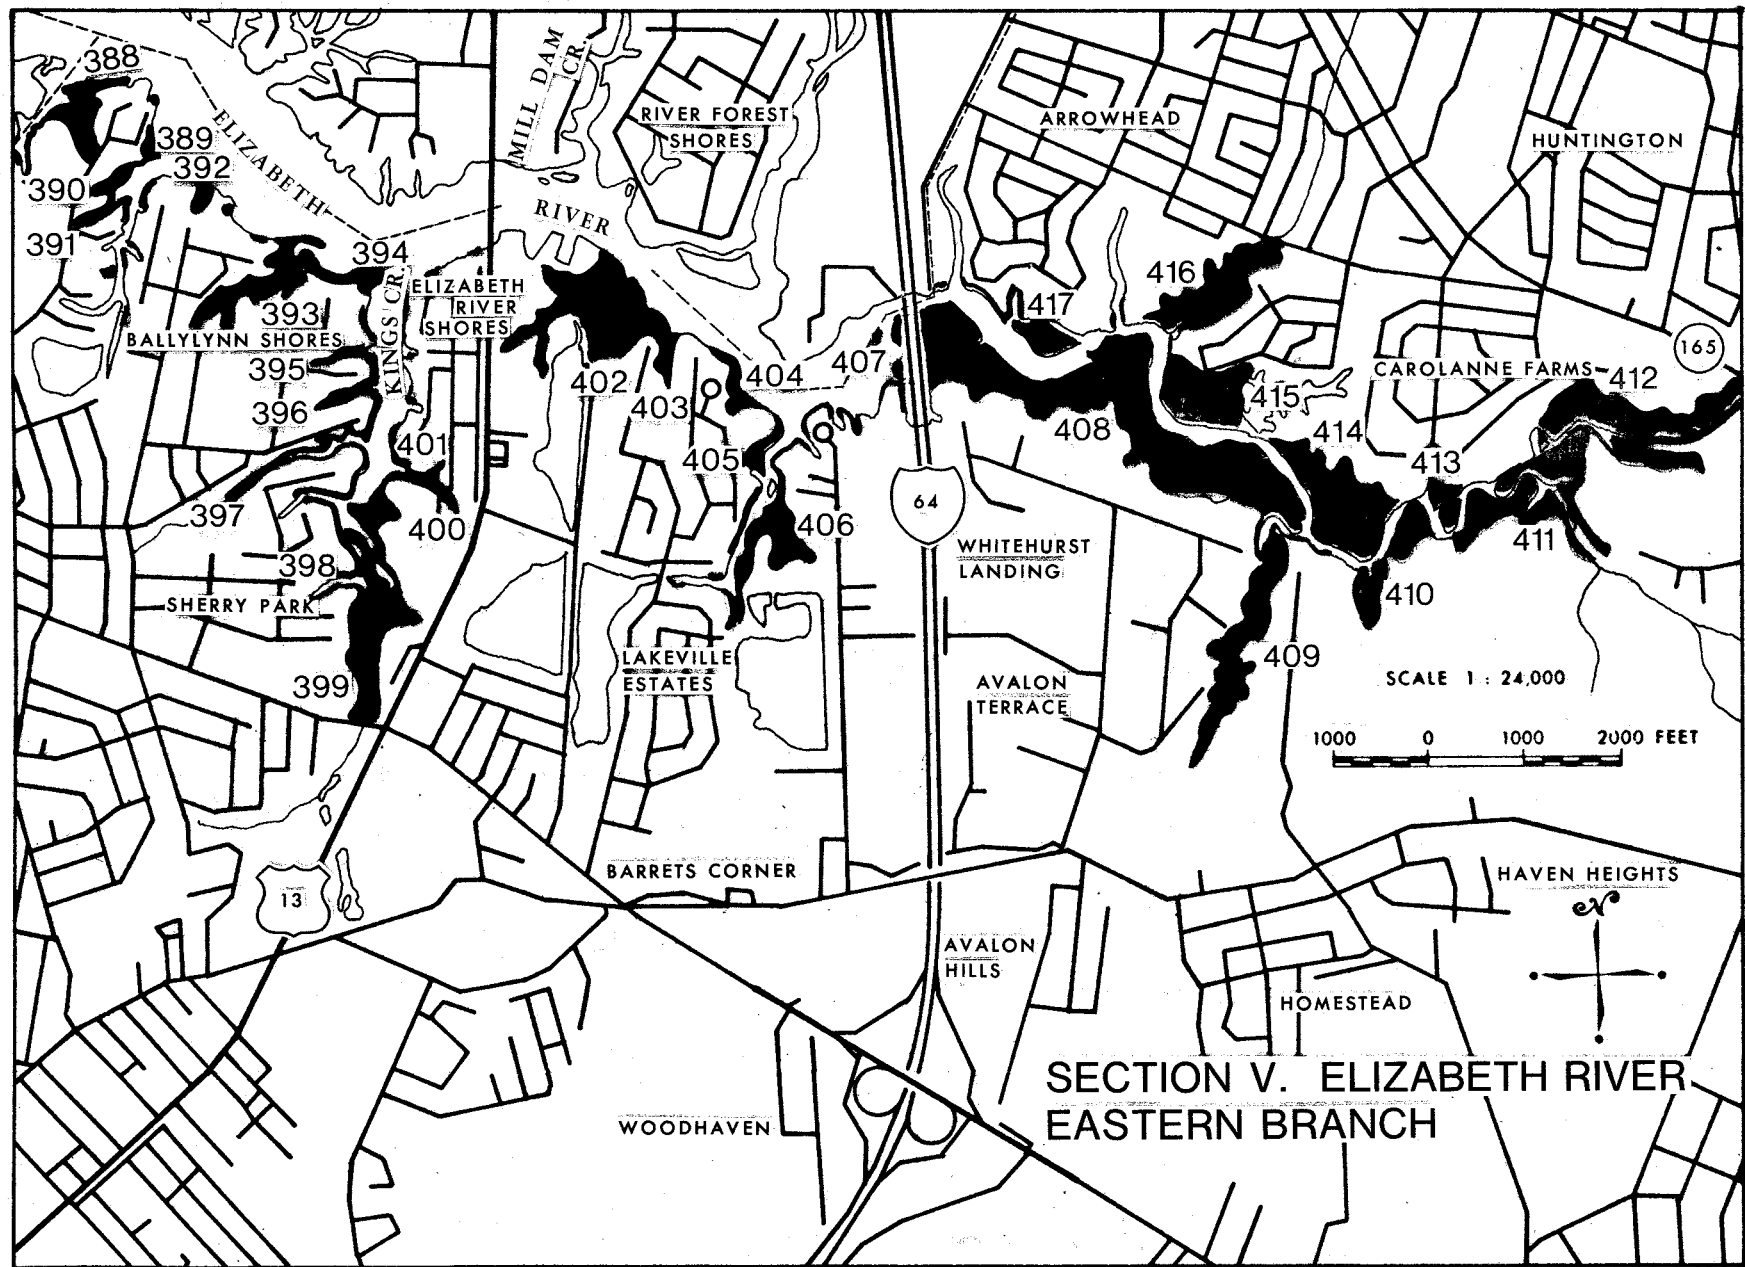 388
389
ELIZABETH
392
390
391
MILL DAM
CR.
RIVER FOREST
SHORES
RIVER
ARROWHEAD
HUNTINGTON
394
KINGS CR.
ELIZABETH
RIVER
SHORES
393
BALLYLYNN SHORES
395
396
401
397
400
398
SHERRY PARK
399
402
403
404
407
405
406
417
416
165
CAROLANNE FARMS
412
415
408
414
413
64
WHITEHURST
LANDING
411
410
409
LAKEVILLE
ESTATES
AVALON
TERRACE
SCALE 1 : 24,000
1000 0 1000 2000 FEET
BARRETS CORNER
HAVEN HEIGHTS
13
N
AVALON
HILLS
HOMESTEAD
SECTION V. ELIZABETH RIVER
EASTERN BRANCH
WOODHAVEN